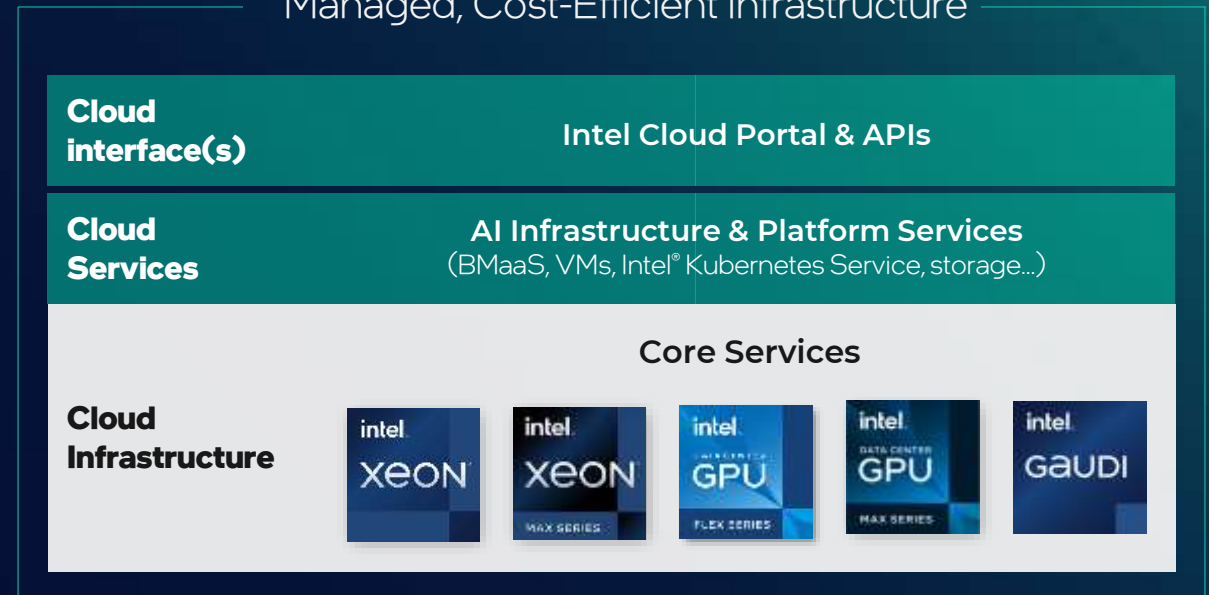 Managed, Cost-Efficient Infrastructure
Cloud
interface(s)
Intel Cloud Portal & APIs
Cloud
Services
AI Infrastructure & Platform Services
(BMaaS, VMs, Intel® Kubernetes Service, storage...)
Core Services
Cloud
Infrastructure
intel.
xeon
intel.
xeon
MAX SERIES
intel.
DATA CENTER
GPU
FLEX SERIES
intel.
DATA CENTER
GPU
MAX SERIES
intel.
GAUDI